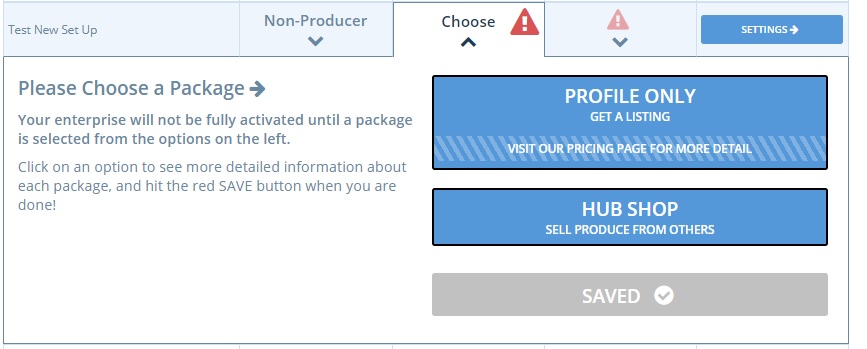 Test New Set Up
Non-Producer
Choose
SETTINGS
Please Choose a Package
Your enterprise will not be fully activated until a package
is selected from the options on the left.
Click on an option to see more detailed information about
each package, and hit the red SAVE button when you are
done!
PROFILE ONLY
GET A LISTING
VISIT OUR PRICING PAGE FOR MORE DETAIL
HUB SHOP
SELL PRODUCE FROM OTHERS
SAVED